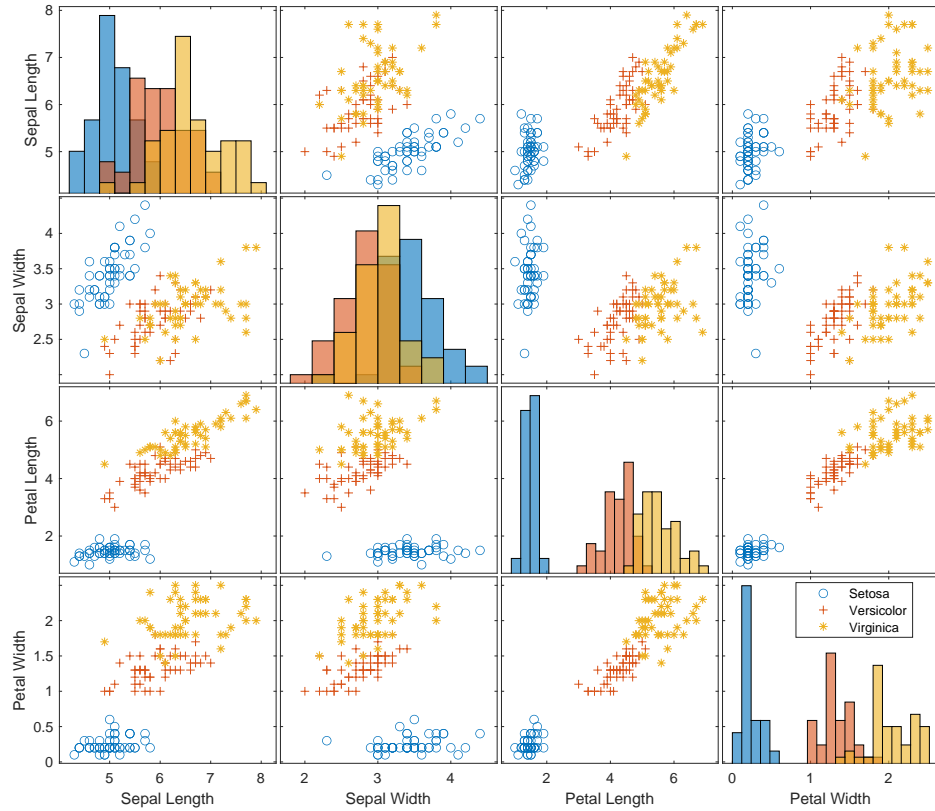 8
7
6
5
Sepal Length
4
3.5
3
2.5
Sepal Width
6
4
2
Petal Length
2.5
2
1.5
1
0.5
0
Petal Width
Setosa
Versicolor
Virginica
5 6 7 8
2 3 4
2 4 6
0 1 2
Sepal Length Sepal Width Petal Length Petal Width